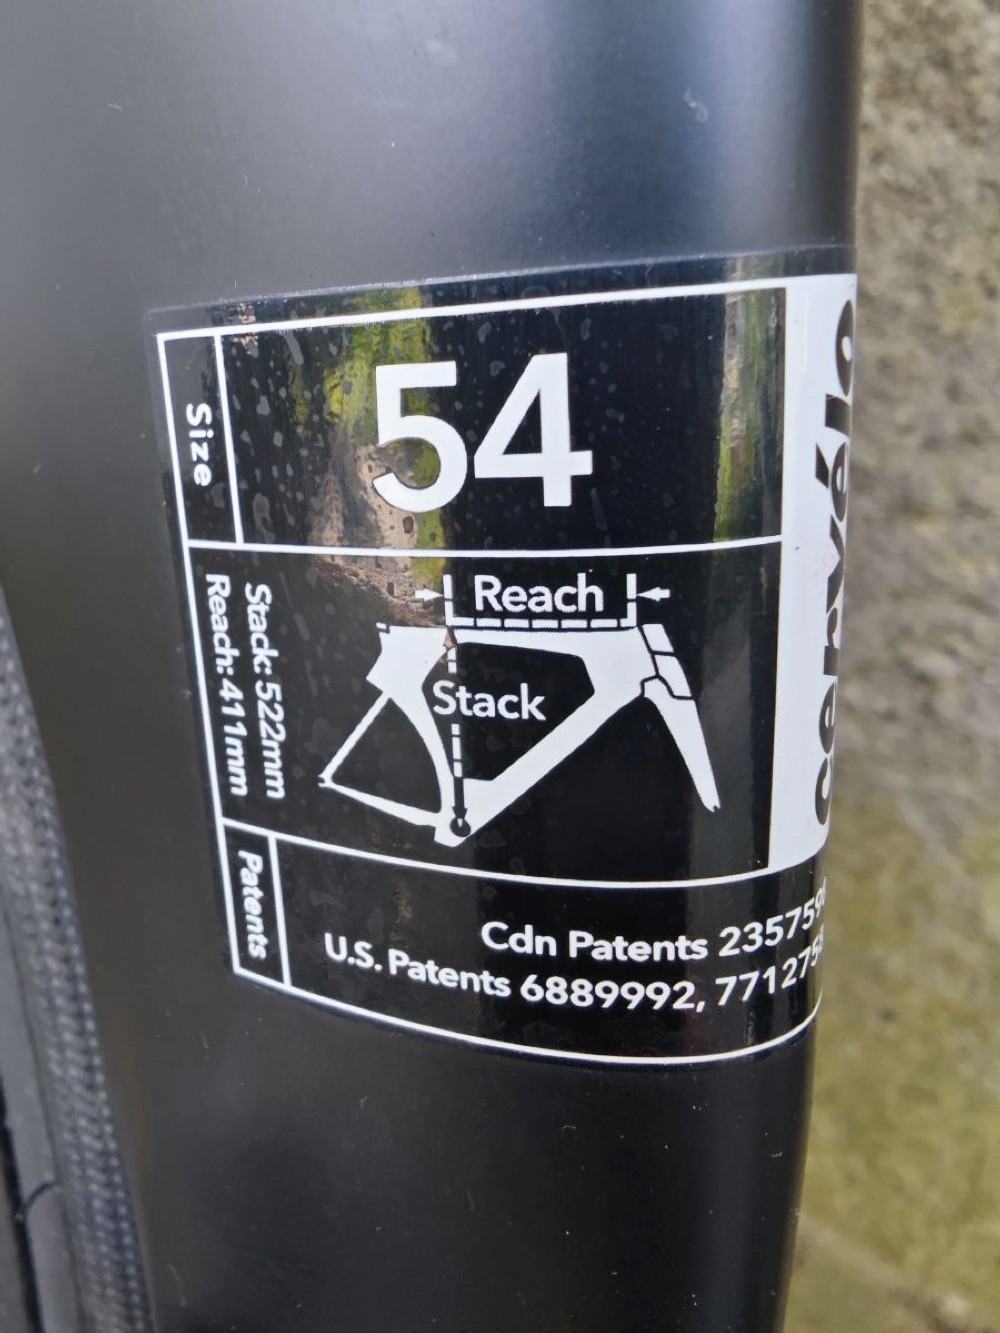 Size
54
cervélo
Stack: 522mm
Reach: 411mm
Reach
Stack
Patents
Cdn Patents
U.S. Patents 6889992,